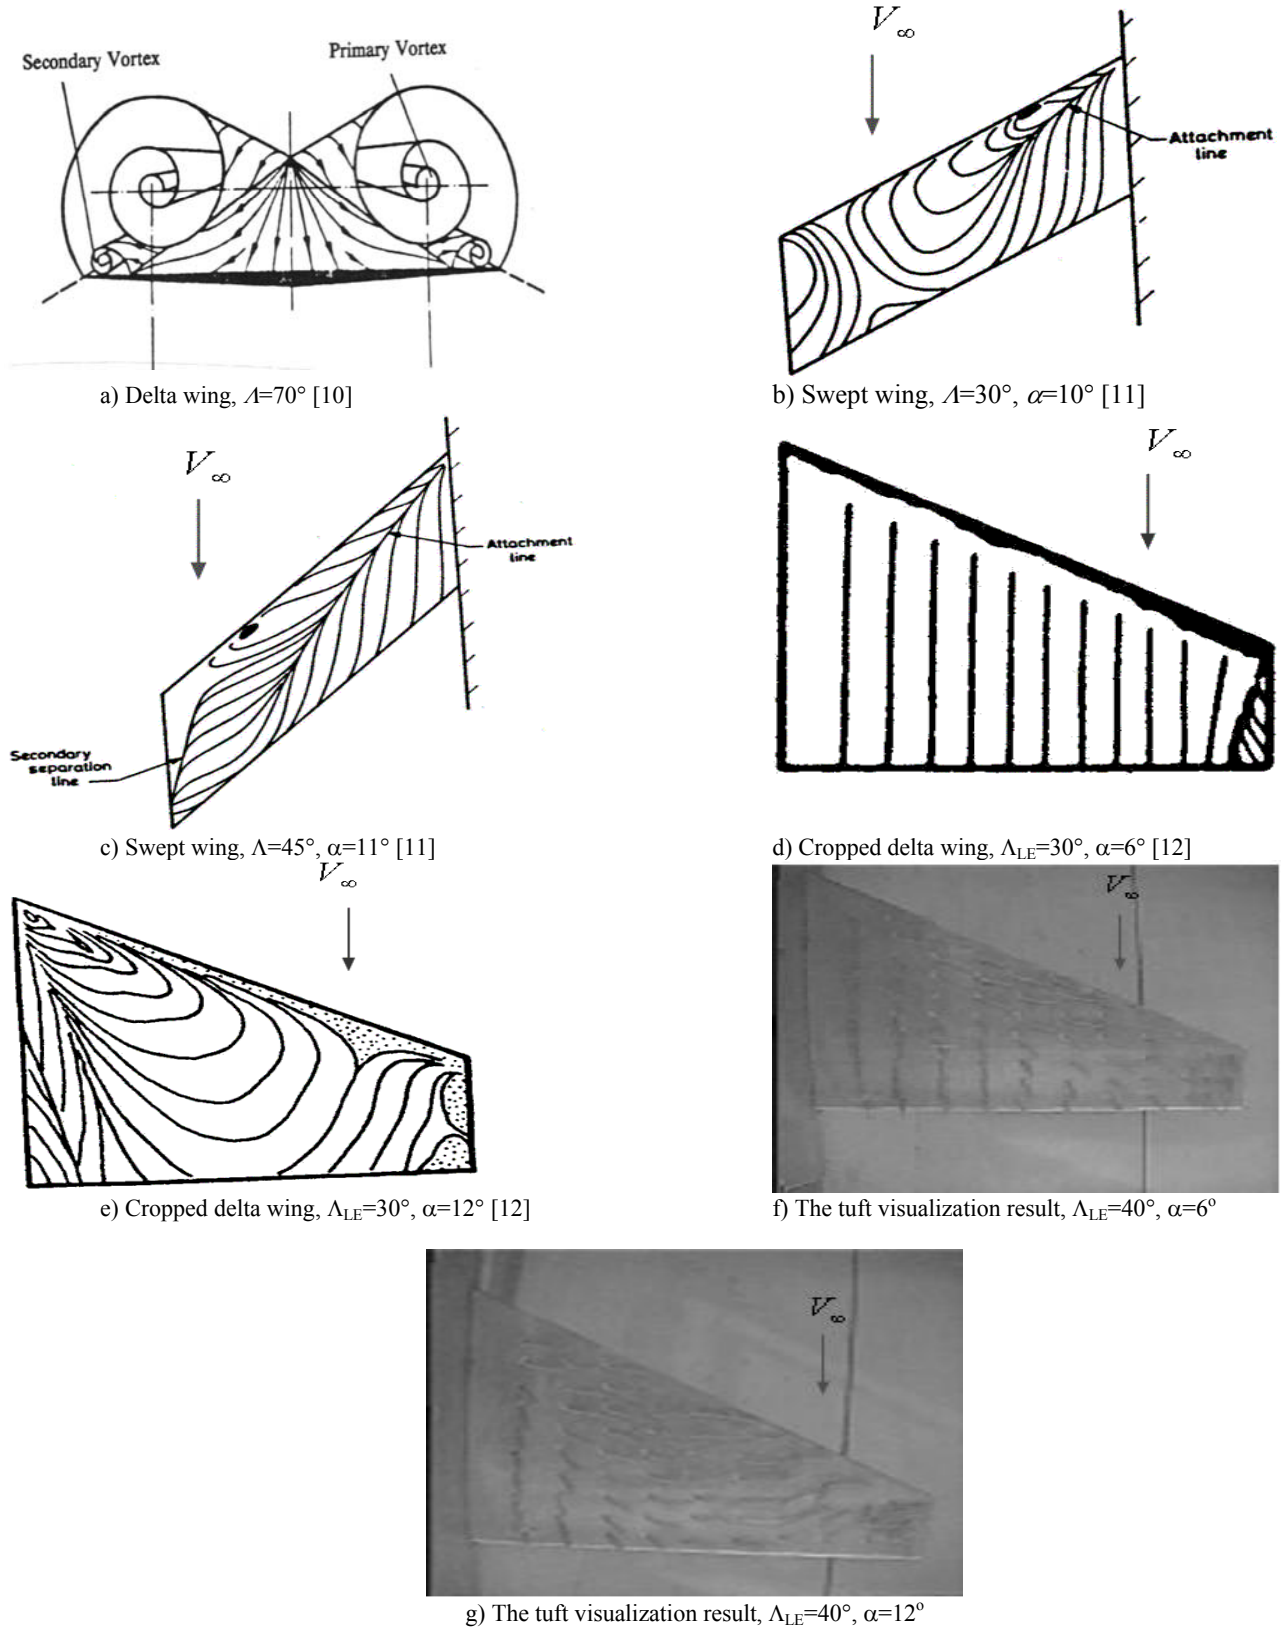 Secondary Vortex
Primary Vortex
V∞
Attachment
line
a) Delta wing, Λ=70° [10]
b) Swept wing, Λ=30°, α=10° [11]
V∞
Attachment
line
Secondary
separation
line
V∞
c) Swept wing, Λ=45°, α=11° [11]
d) Cropped delta wing, ΛLE=30°, α=6° [12]
V∞
V∞
e) Cropped delta wing, ΛLE=30°, α=12° [12]
f) The tuft visualization result, ΛLE=40°, α=6°
V∞
g) The tuft visualization result, ΛLE=40°, α=12°